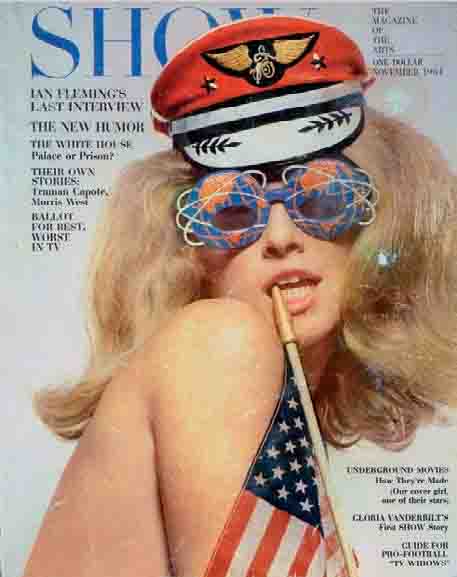 SHOW
THE
MAGAZINE
OF
THE
ARTS
ONE DOLLAR
NOVEMBER 1964
IAN FLEMING'S
LAST INTERVIEW
THE NEW HUMOR
THE WHITE HOUSE
Palace or Prison?
THEIR OWN
STORIES:
Truman Capote,
Morris West
BALLOT
FOR BEST,
WORST
IN TV
UNDERGROUND MOVIES
How They're Made
(Our cover girl,
one of their stars)
GLORIA VANDERBILT'S
First SHOW Story
GUIDE FOR
PRO-FOOTBALL
"TV WIDOWS"